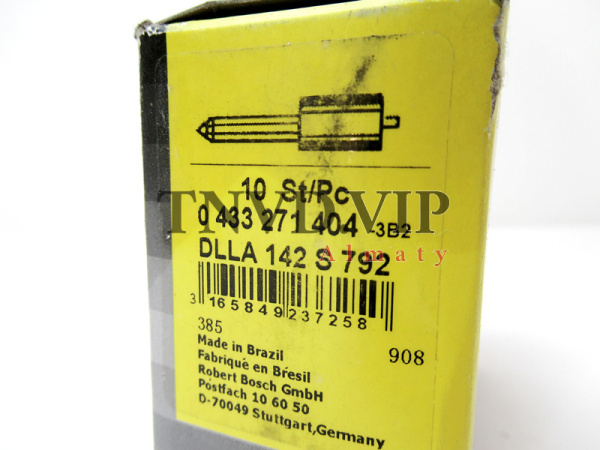 10 St/Pc
TNVDVIP
0 433 271 404 -3B2
Almaty
DLLA 142 S 792
3 165849 237258
385
908
Made in Brazil
Fabriqué en Brésil
Robert Bosch GmbH
Postfach 10 60 50
D-70049 Stuttgart,Germany